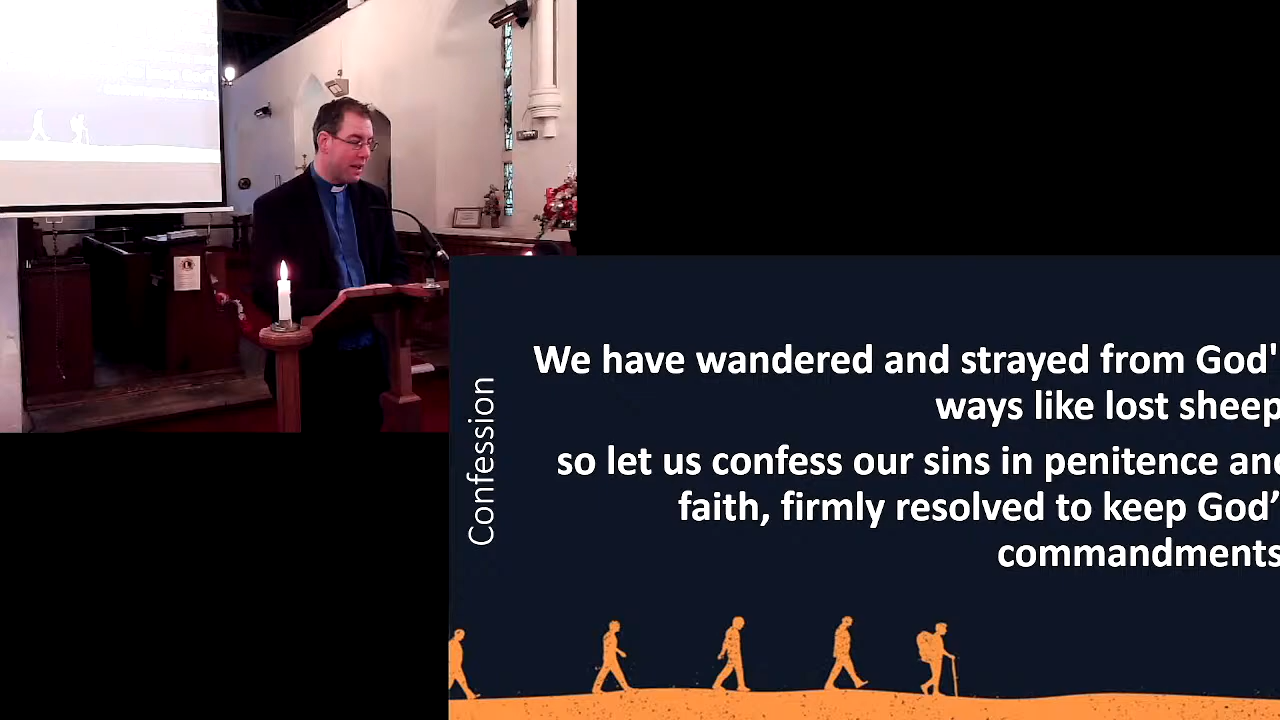 Confession
We have wandered and strayed from God'
ways like lost sheep
so let us confess our sins in penitence and
faith, firmly resolved to keep God’
commandments